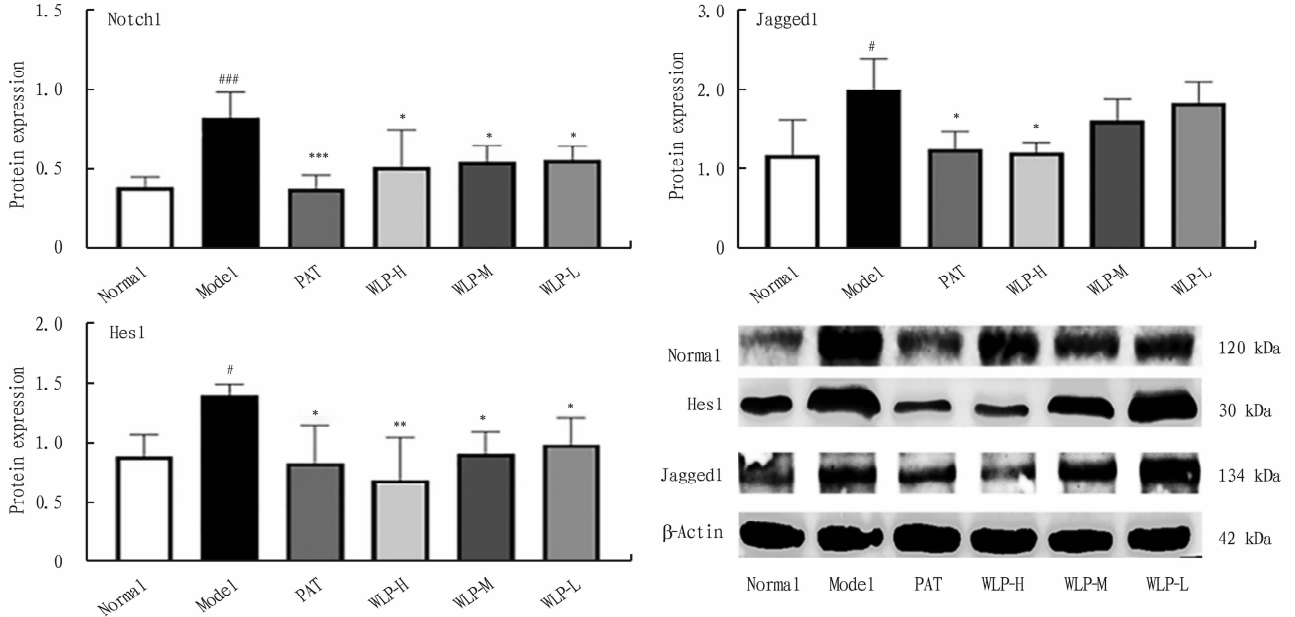 Notch1
Protein expression
1.5
1.0
0.5
0
###
***
*
*
*
Normal
Model
PAT
WLP-H
WLP-M
WLP-L
Jagged1
Protein expression
3.0
2.0
1.0
0
#
*
*
Normal
Model
PAT
WLP-H
WLP-M
WLP-L
Hes1
Protein expression
2.0
1.5
1.0
0.5
0
#
*
**
*
*
Normal
Model
PAT
WLP-H
WLP-M
WLP-L
Normal 120 kDa
Hes1 30 kDa
Jagged1 134 kDa
β-Actin 42 kDa
Normal Model PAT WLP-H WLP-M WLP-L